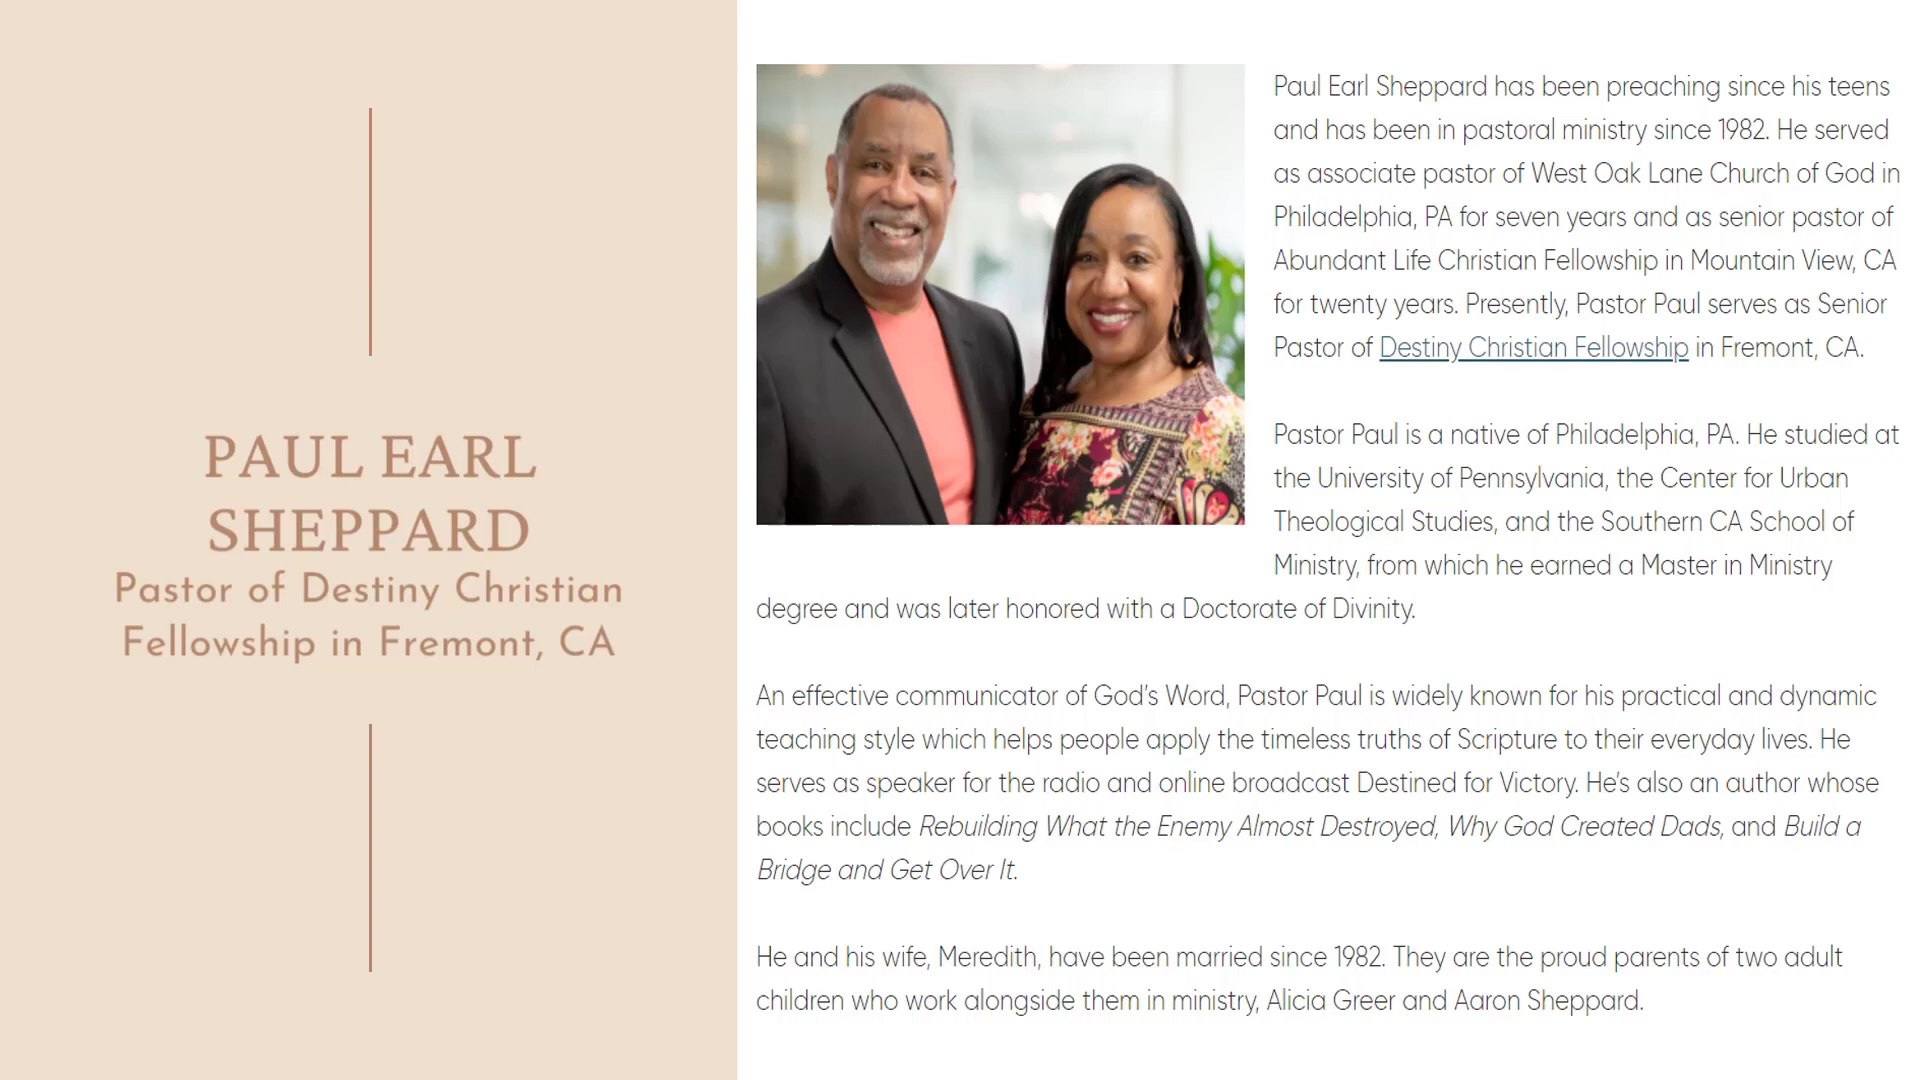 PAUL EARL
SHEPPARD
Pastor of Destiny Christian
Fellowship in Fremont, CA
Paul Earl Sheppard has been preaching since his teens
and has been in pastoral ministry since 1982. He served
as associate pastor of West Oak Lane Church of God in
Philadelphia, PA for seven years and as senior pastor of
Abundant Life Christian Fellowship in Mountain View, CA
for twenty years. Presently, Pastor Paul serves as Senior
Pastor of Destiny Christian Fellowship in Fremont, CA.
Pastor Paul is a native of Philadelphia, PA. He studied at
the University of Pennsylvania, the Center for Urban
Theological Studies, and the Southern CA School of
Ministry, from which he earned a Master in Ministry
degree and was later honored with a Doctorate of Divinity.
An effective communicator of God's Word, Pastor Paul is widely known for his practical and dynamic
teaching style which helps people apply the timeless truths of Scripture to their everyday lives. He
serves as speaker for the radio and online broadcast Destined for Victory. He's also an author whose
books include Rebuilding What the Enemy Almost Destroyed, Why God Created Dads, and Build a
Bridge and Get Over It.
He and his wife, Meredith, have been married since 1982. They are the proud parents of two adult
children who work alongside them in ministry, Alicia Greer and Aaron Sheppard.